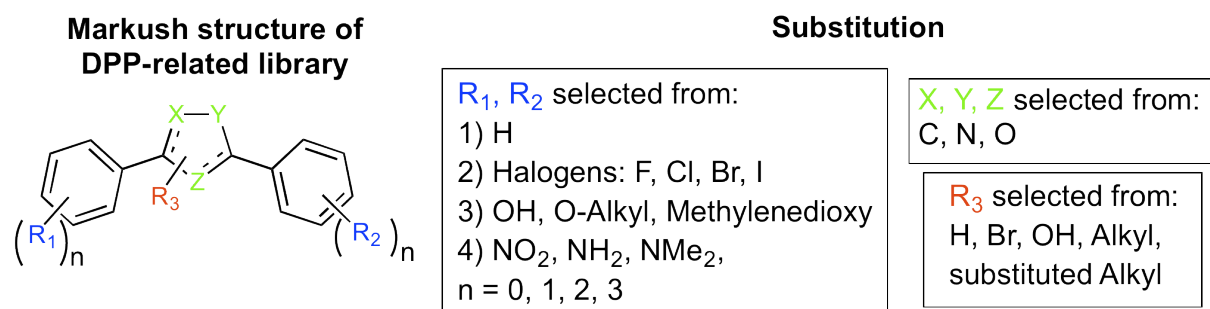 Markush structure of
DPP-related library
X Y
Z
R₃
(R₁)n
(R₂)n
Substitution
R₁, R₂ selected from:
1) H
2) Halogens: F, Cl, Br, I
3) OH, O-Alkyl, Methylenedioxy
4) NO₂, NH₂, NMe₂,
n = 0, 1, 2, 3
X, Y, Z selected from:
C, N, O
R₃ selected from:
H, Br, OH, Alkyl,
substituted Alkyl